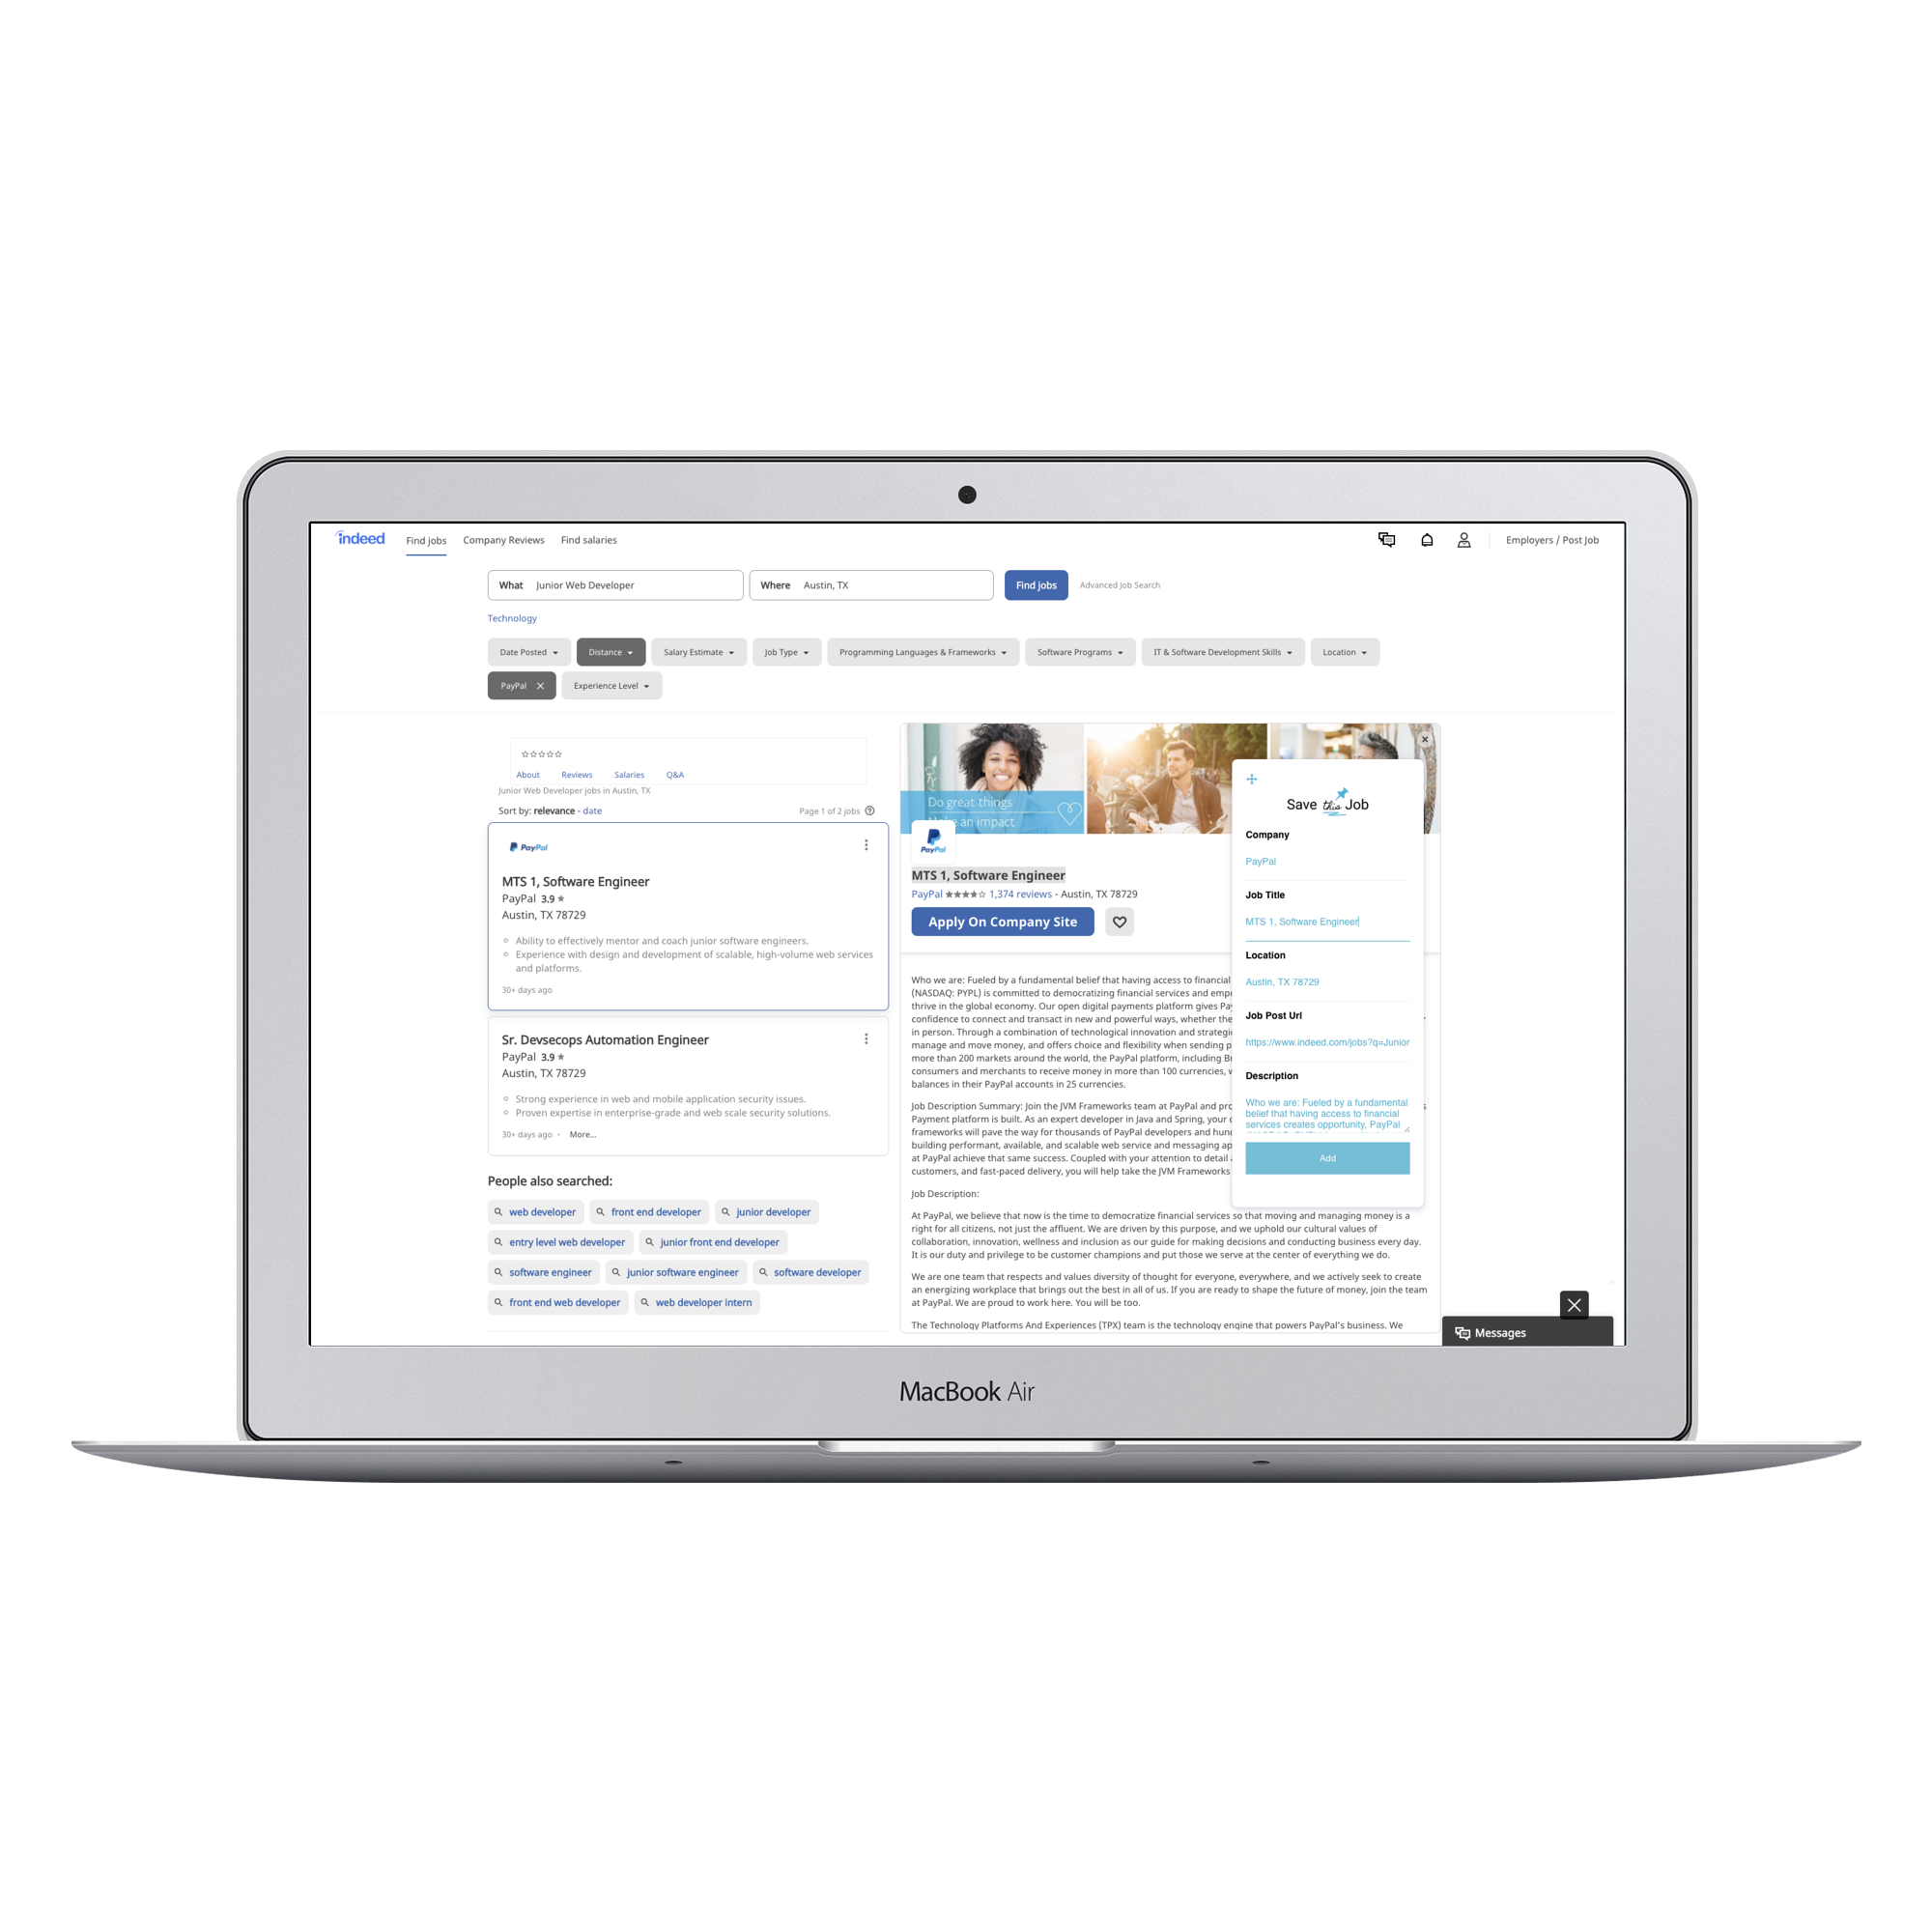 indeed
Find jobs
Company Reviews
Find salaries
Employers / Post Job
What Junior Web Developer
Where Austin, TX
Find jobs
Advanced Job Search
Technology
Date Posted
Distance
Salary Estimate
Job Type
Programming Languages & Frameworks
Software Programs
IT & Software Development Skills
Location
PayPal
Experience Level
About
Reviews
Salaries
Q&A
Junior Web Developer jobs in Austin, TX
Sort by: relevance - date
Page 1 of 2 jobs
PayPal
MTS 1, Software Engineer
PayPal 3.9
Austin, TX 78729
Ability to effectively mentor and coach junior software engineers.
Experience with design and development of scalable, high-volume web services
and platforms.
30+ days ago
Sr. Devsecops Automation Engineer
PayPal 3.9
Austin, TX 78729
Strong experience in web and mobile application security issues.
Proven expertise in enterprise-grade and web scale security solutions.
30+ days ago · More...
People also searched:
web developer
front end developer
junior developer
entry level web developer
junior front end developer
software engineer
junior software engineer
software developer
front end web developer
web developer intern
Do great things
an impact
PayPal
MTS 1, Software Engineer
PayPal 1,374 reviews - Austin, TX 78729
Apply On Company Site
Who we are: Fueled by a fundamental belief that having access to financial
(NASDAQ: PYPL) is committed to democratizing financial services and
thrive in the global economy. Our open digital payments platform gives
confidence to connect and transact in new and powerful ways, whether
in person. Through a combination of technological innovation and
manage and move money, and offers choice and flexibility when sending
more than 200 markets around the world, the PayPal platform, including
consumers and merchants to receive money in more than 100 currencies,
balances in their PayPal accounts in 25 currencies.
Job Description Summary: Join the JVM Frameworks team at PayPal and
Payment platform is built. As an expert developer in Java and Spring, your
frameworks will pave the way for thousands of PayPal developers and
building performant, available, and scalable web service and messaging
at PayPal achieve that same success. Coupled with your attention to detail
customers, and fast-paced delivery, you will help take the JVM Frameworks
Job Description:
At PayPal, we believe that now is the time to democratize financial services so that moving and managing money is a
right for all citizens, not just the affluent. We are driven by this purpose, and we uphold our cultural values of
collaboration, innovation, wellness and inclusion as our guide for making decisions and conducting business every day.
It is our duty and privilege to be customer champions and put those we serve at the center of everything we do.
We are one team that respects and values diversity of thought for everyone, everywhere, and we actively seek to create
an energizing workplace that brings out the best in all of us. If you are ready to shape the future of money, join the team
at PayPal. We are proud to work here. You will be too.
The Technology Platforms And Experiences (TPX) team is the technology engine that powers PayPal's business. We
Save this Job
Company
PayPal
Job Title
MTS 1, Software Engineer
Location
Austin, TX 78729
Job Post Url
https://www.indeed.com/jobs?q=Junior
Description
Who we are: Fueled by a fundamental
belief that having access to financial
services creates opportunity, PayPal
Add
Messages
MacBook Air